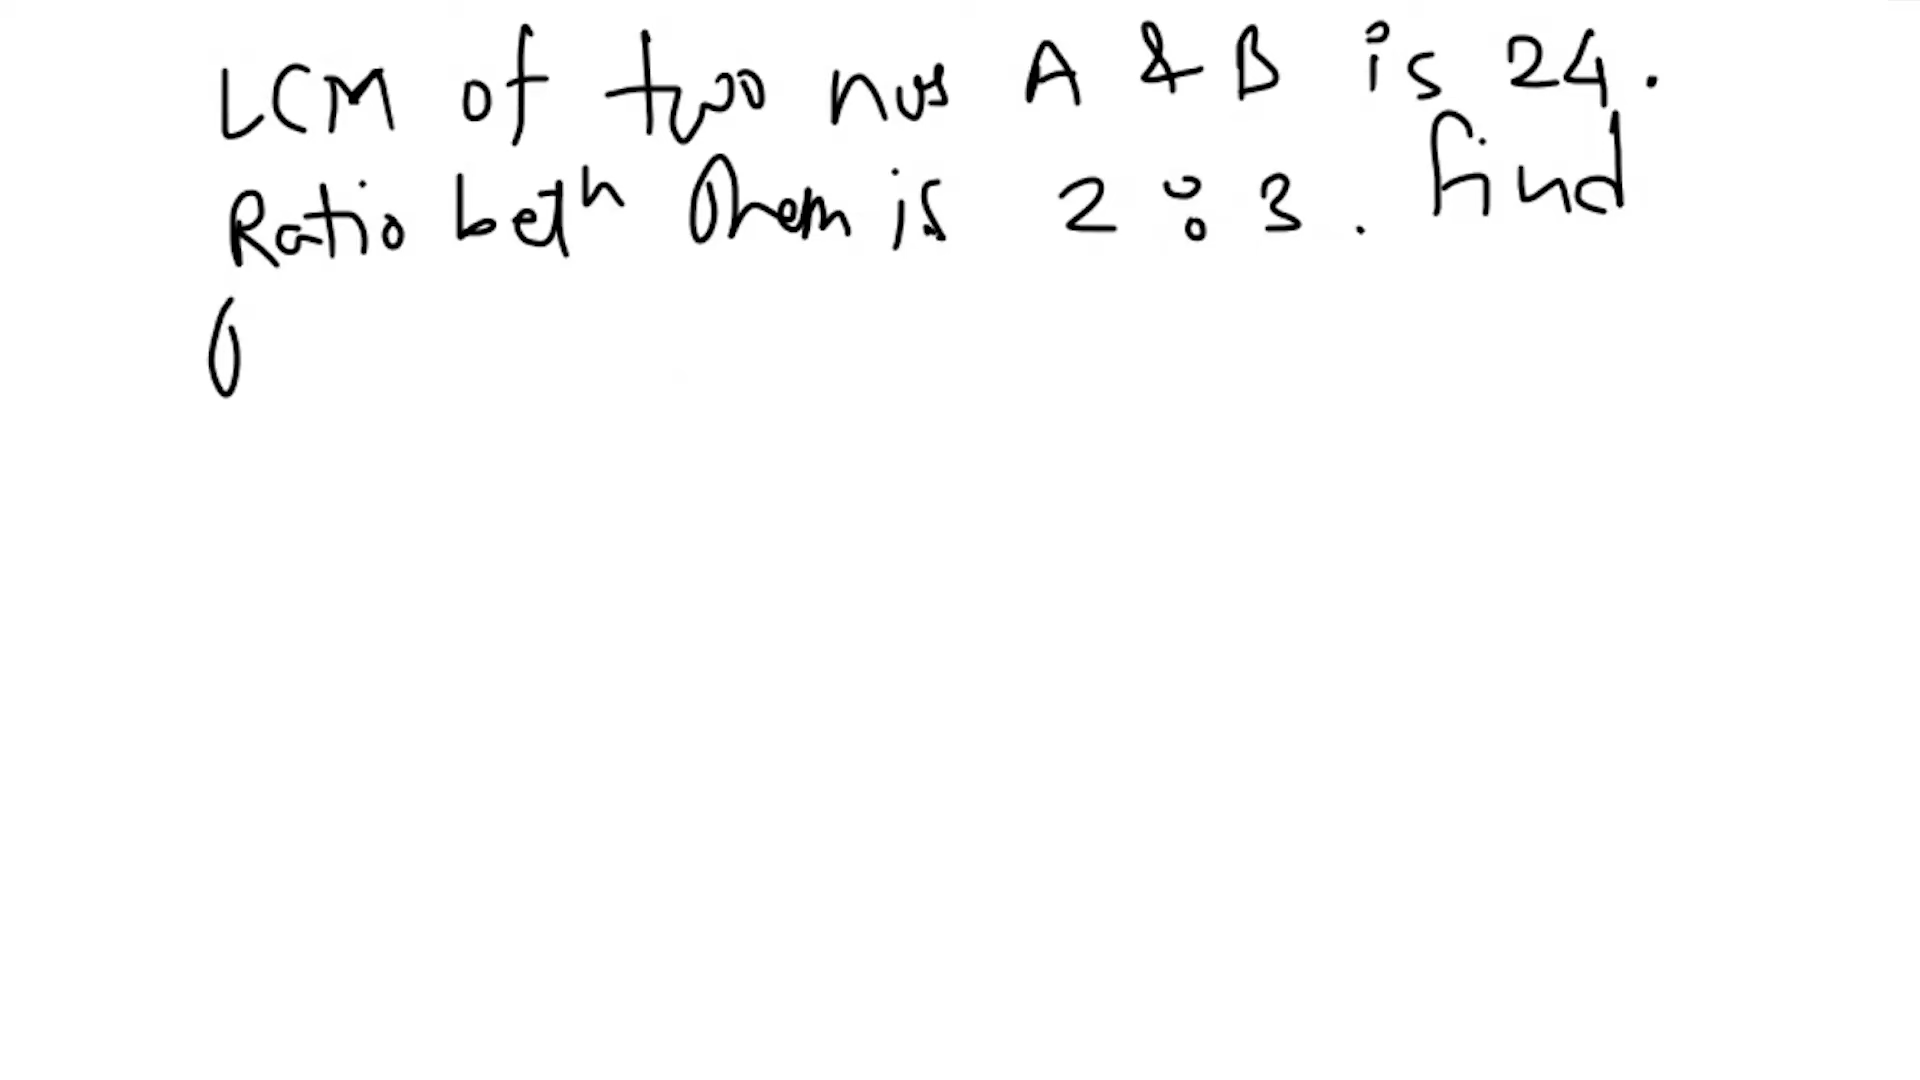 LCM of two nos A & B is 24.
Ratio betn them is 2 : 3. find